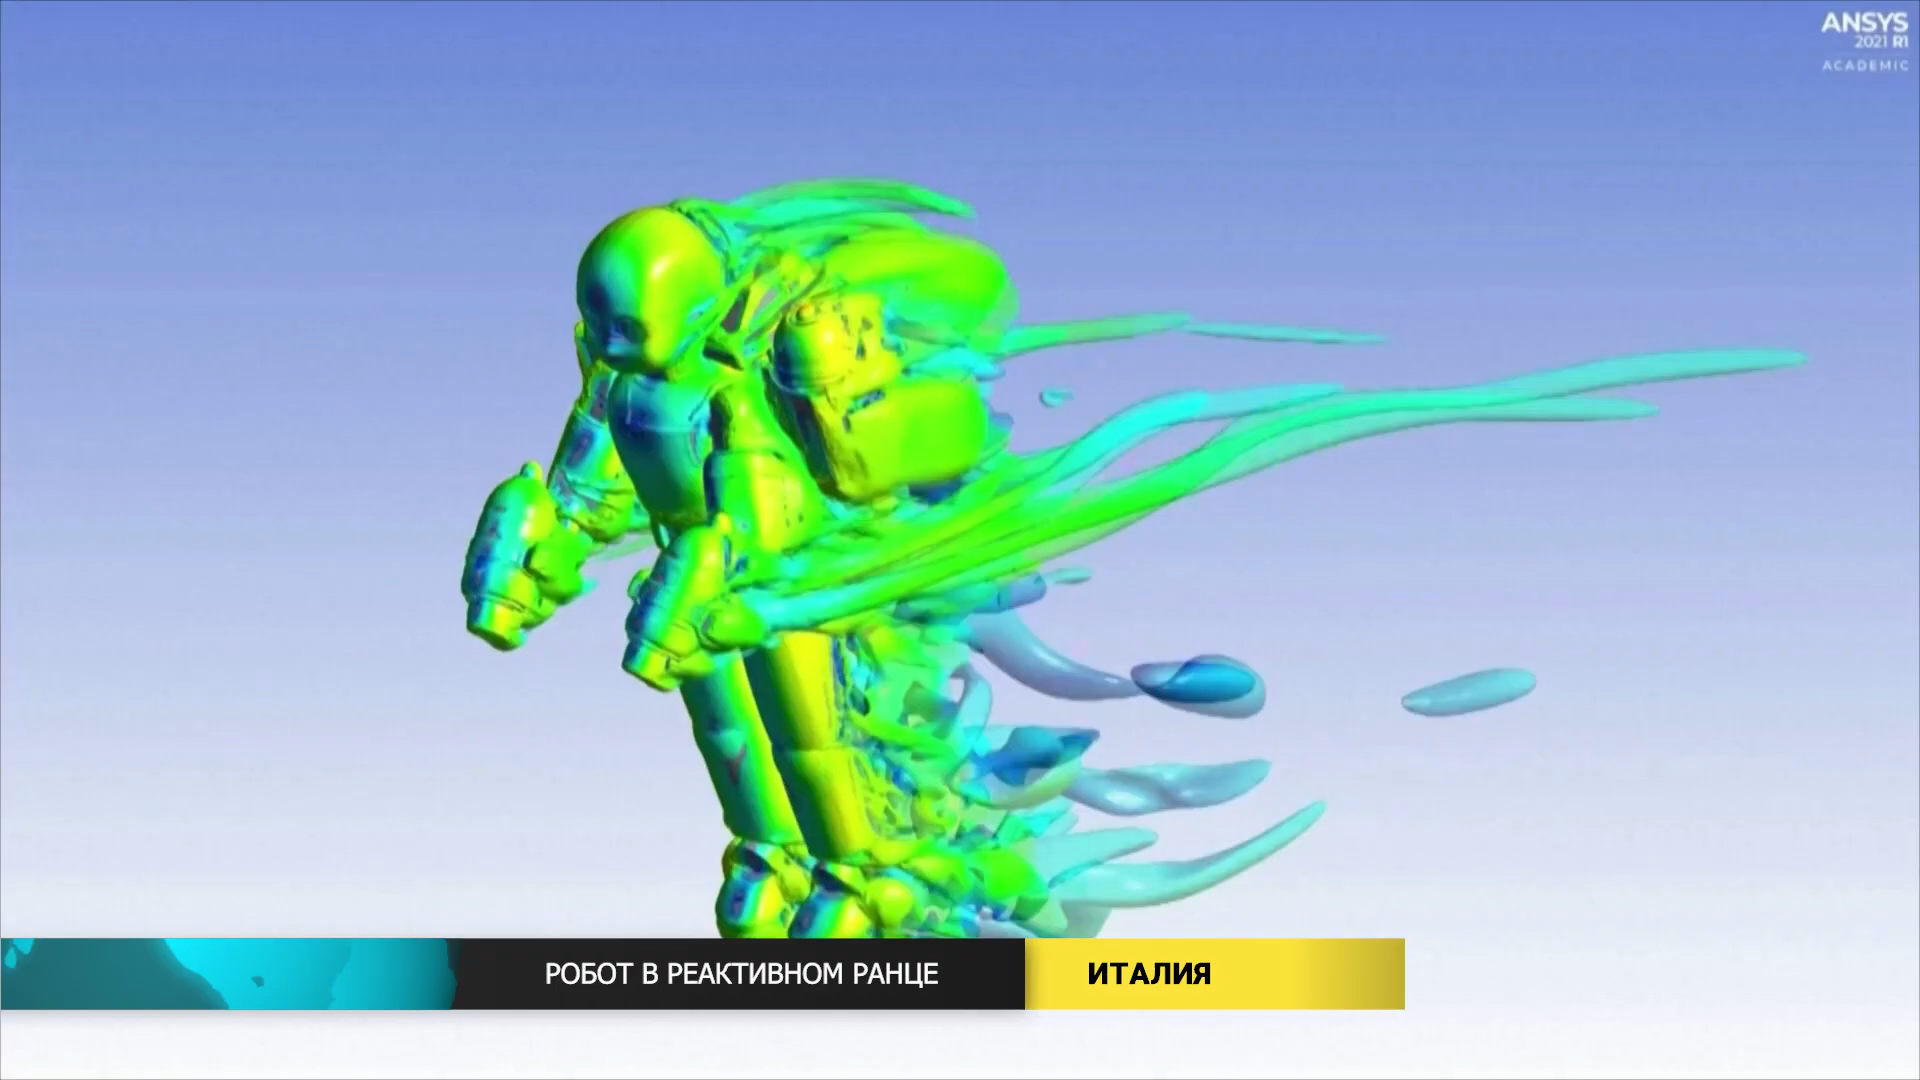 ANSYS
2021 R1
ACADEMIC
РОБОТ В РЕАКТИВНОМ РАНЦЕ
ИТАЛИЯ